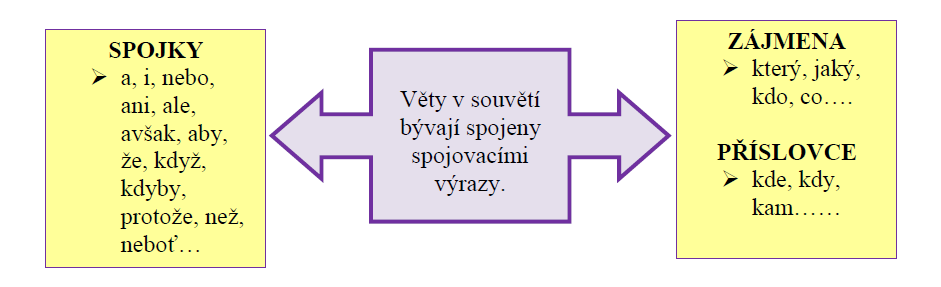 SPOJKY
➢ a, i, nebo,
ani, ale,
avšak, aby,
že, když,
kdyby,
protože, než,
neboť…
Věty v souvětí
bývají spojeny
spojovacími
výrazy.
ZÁJMENA
➢ který, jaký,
kdo, co….
PŘÍSLOVCE
➢ kde, kdy,
kam……